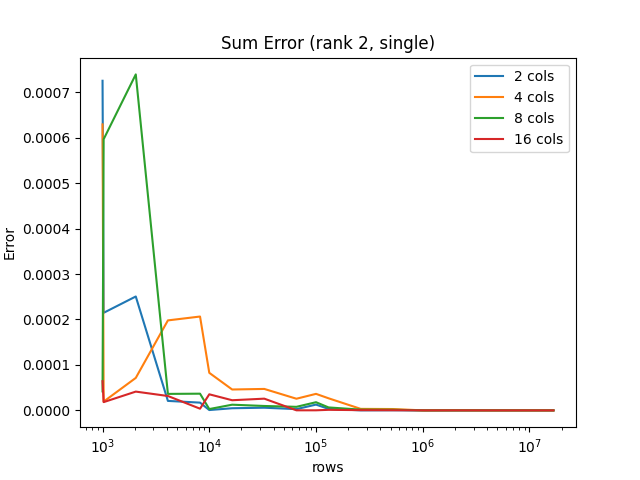 Sum Error (rank 2, single)
2 cols
4 cols
8 cols
16 cols
0.0007
0.0006
0.0005
0.0004
0.0003
0.0002
0.0001
0.0000
Error
10³ 10⁴ 10⁵ 10⁶ 10⁷
rows